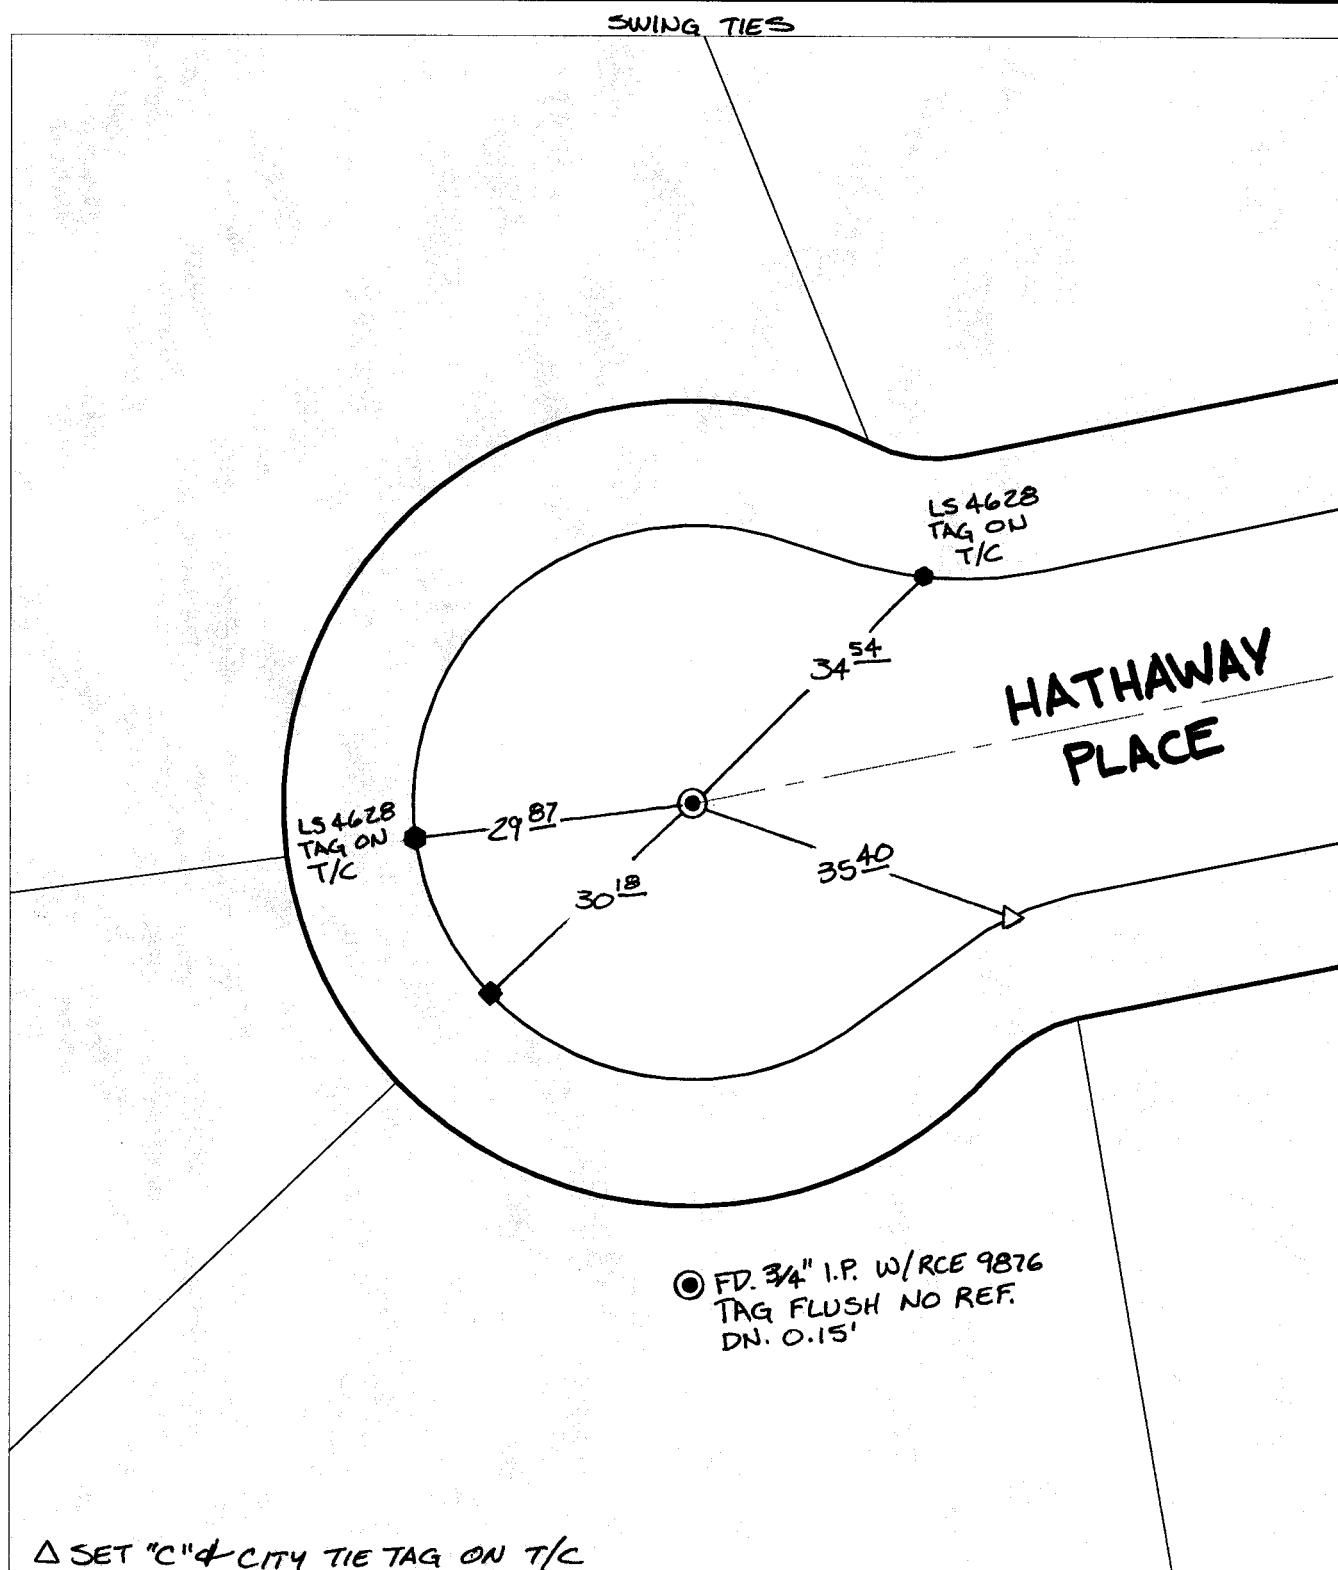 SWING TIES
LS 4628
TAG ON
T/C
34 54
HATHAWAY
PLACE
LS 4628
TAG ON
T/C
29 87
30 18
35 40
FD. 3/4" I.P. W/RCE 9876
TAG FLUSH NO REF.
DN. 0.15'
△ SET "C" & CITY TIE TAG ON T/C